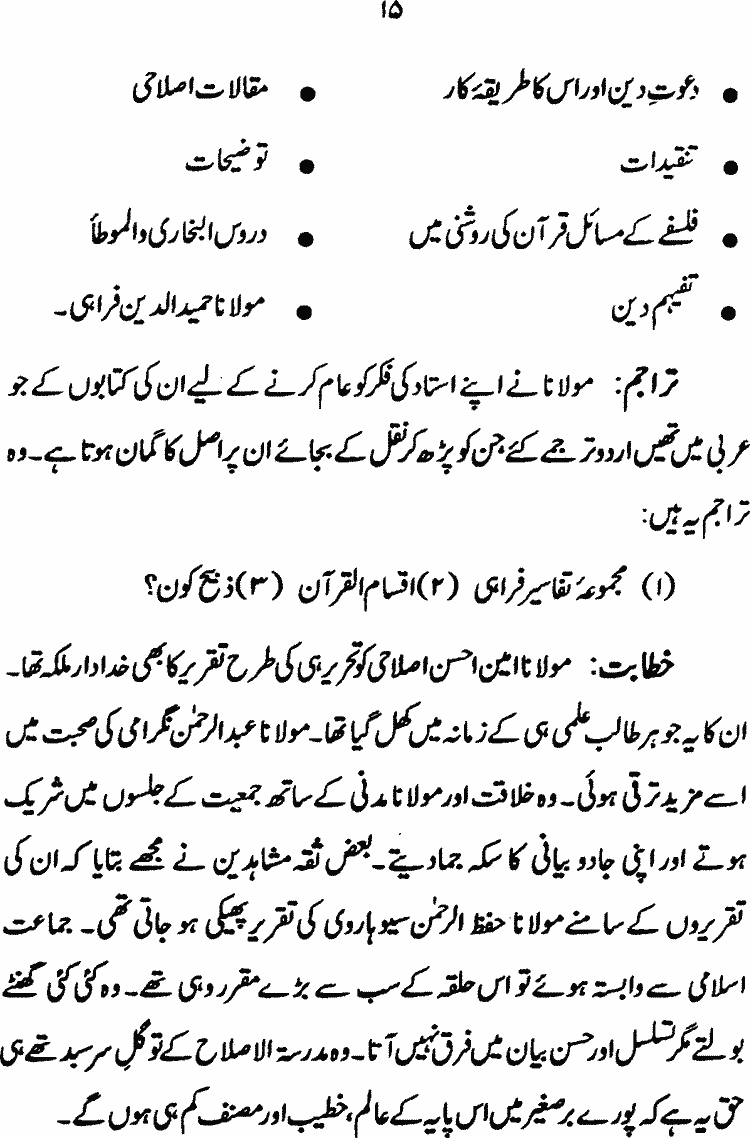 ۱۵
● دعوتِ دین اور اس کا طریقۂ کار ● مقالات اصلاحی
● تنقیدات ● توضیحات
● فلسفے کے مسائل قرآن کی روشنی میں ● دروس البخاری والموطأ
● تفہیم دین ● مولانا حمید الدین فراہی۔
تراجم: مولانا نے اپنے استاد کی فکر کو عام کرنے کے لیے ان کی کتابوں کے جو
عربی میں تھیں اردو ترجمے کئے جن کو پڑھ کر نقل کے بجائے ان پر اصل کا گمان ہوتا ہے۔ وہ
تراجم یہ ہیں:
(۱) مجموعۂ تفاسیر فراہی (۲) اقسام القرآن (۳) ذبیح کون؟
خطابت: مولانا امین احسن اصلاحی کو تحریر ہی کی طرح تقریر کا بھی خداداد ملکہ تھا۔
ان کا یہ جوہر طالب علمی ہی کے زمانہ میں کھل گیا تھا۔ مولانا عبدالرحمٰن نگرامی کی صحبت میں
اسے مزید ترقی ہوئی۔ وہ خلافت اور مولانا مدنی کے ساتھ جمعیت کے جلسوں میں شریک
ہوتے اور اپنی جادو بیانی کا سکہ جما دیتے۔ بعض ثقہ مشاہدین نے مجھے بتایا کہ ان کی
تقریروں کے سامنے مولانا حفظ الرحمٰن سیوہاروی کی تقریر پھیکی ہو جاتی تھی۔ جماعت
اسلامی سے وابستہ ہوئے تو اس حلقہ کے سب سے بڑے مقرر وہی تھے۔ وہ کئی کئی گھنٹے
بولتے مگر تسلسل اور حسن بیان میں فرق نہیں آتا۔ وہ مدرسۃ الاصلاح کے تو گلِ سرسبد تھے ہی
حق یہ ہے کہ پورے برصغیر میں اس پایہ کے عالم، خطیب اور مصنف کم ہی ہوں گے۔